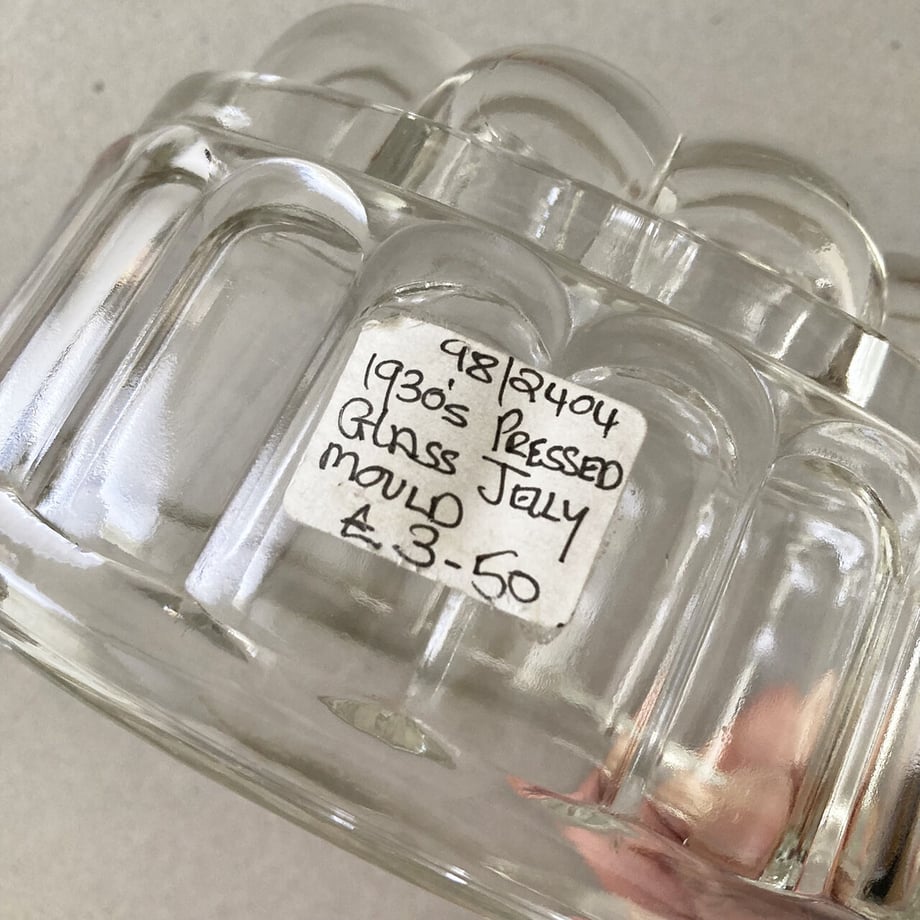 98/2404
1930's PRESSED
GLASS JELLY
MOULD
£3-50